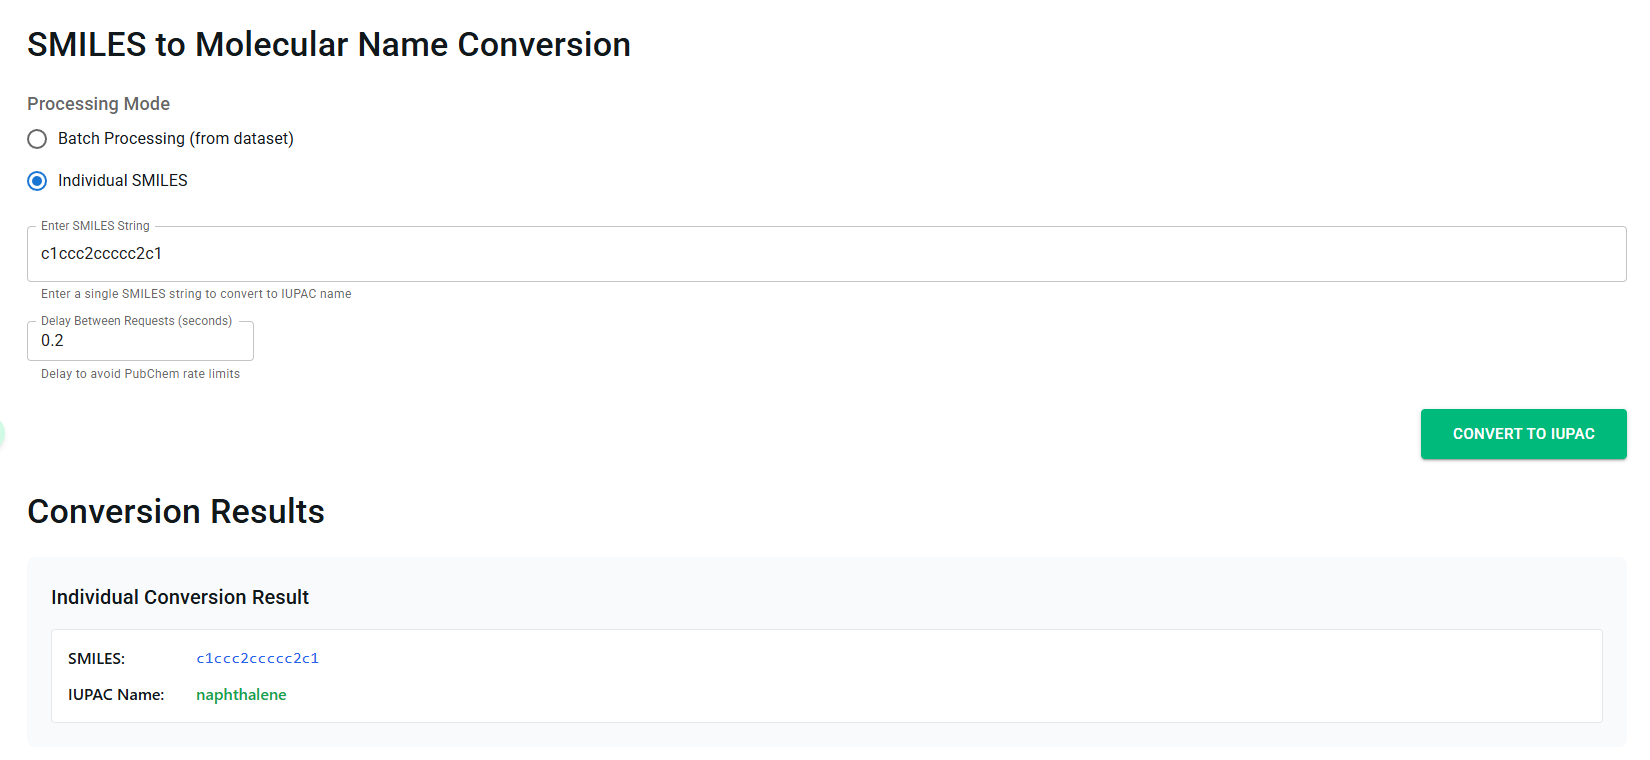 SMILES to Molecular Name Conversion
Processing Mode
Batch Processing (from dataset)
Individual SMILES
Enter SMILES String
c1ccc2ccccc2c1
Enter a single SMILES string to convert to IUPAC name
Delay Between Requests (seconds)
0.2
Delay to avoid PubChem rate limits
CONVERT TO IUPAC
Conversion Results
Individual Conversion Result
SMILES: c1ccc2ccccc2c1
IUPAC Name: naphthalene